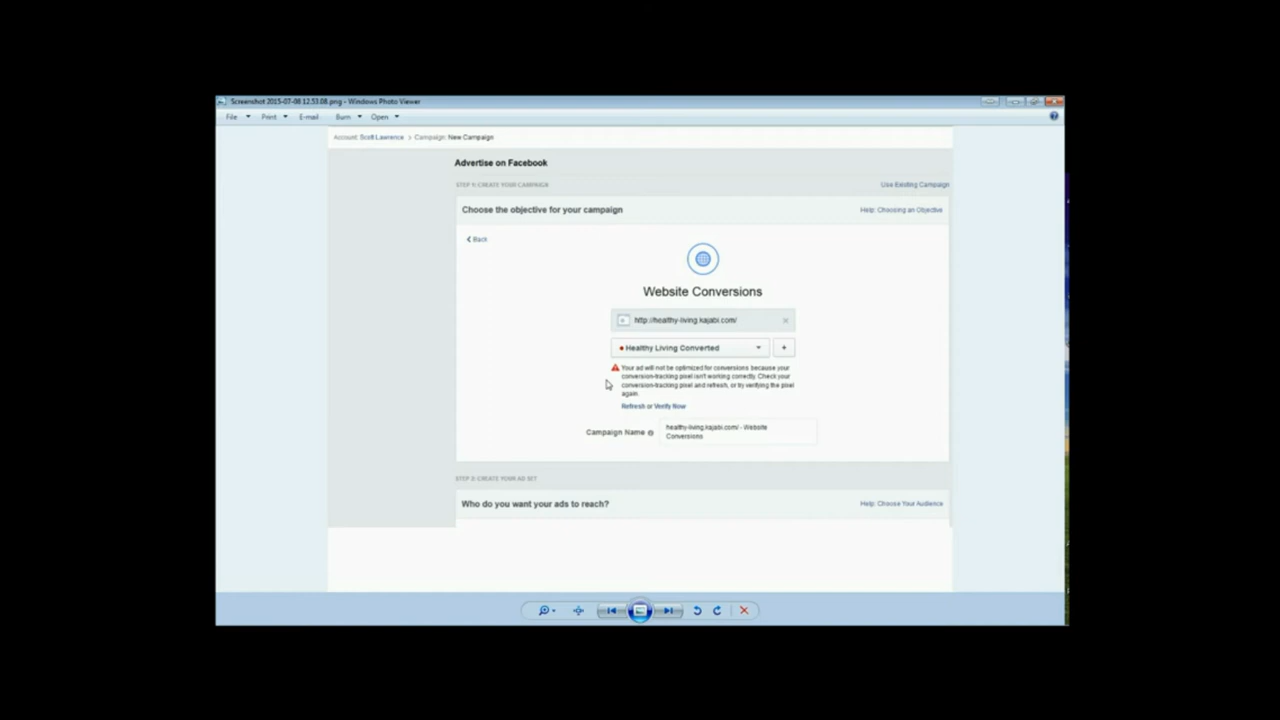 Screenshot 2015-07-08 12.53.08.png - Windows Photo Viewer
File Print E-mail Burn Open
Account: Scott Lawrence > Campaign: New Campaign
Advertise on Facebook
STEP 1: CREATE YOUR CAMPAIGN Use Existing Campaign
Choose the objective for your campaign Help: Choosing an Objective
Back
Website Conversions
http://healthy-living.kajabi.com/
Healthy Living Converted
Your ad will not be optimized for conversions because your
conversion-tracking pixel isn't working correctly. Check your
conversion-tracking pixel and refresh, or try verifying the pixel
again.
Refresh or Verify Now
Campaign Name healthy-living.kajabi.com/ - Website
Conversions
STEP 2: CREATE YOUR AD SET
Who do you want your ads to reach? Help: Choose Your Audience